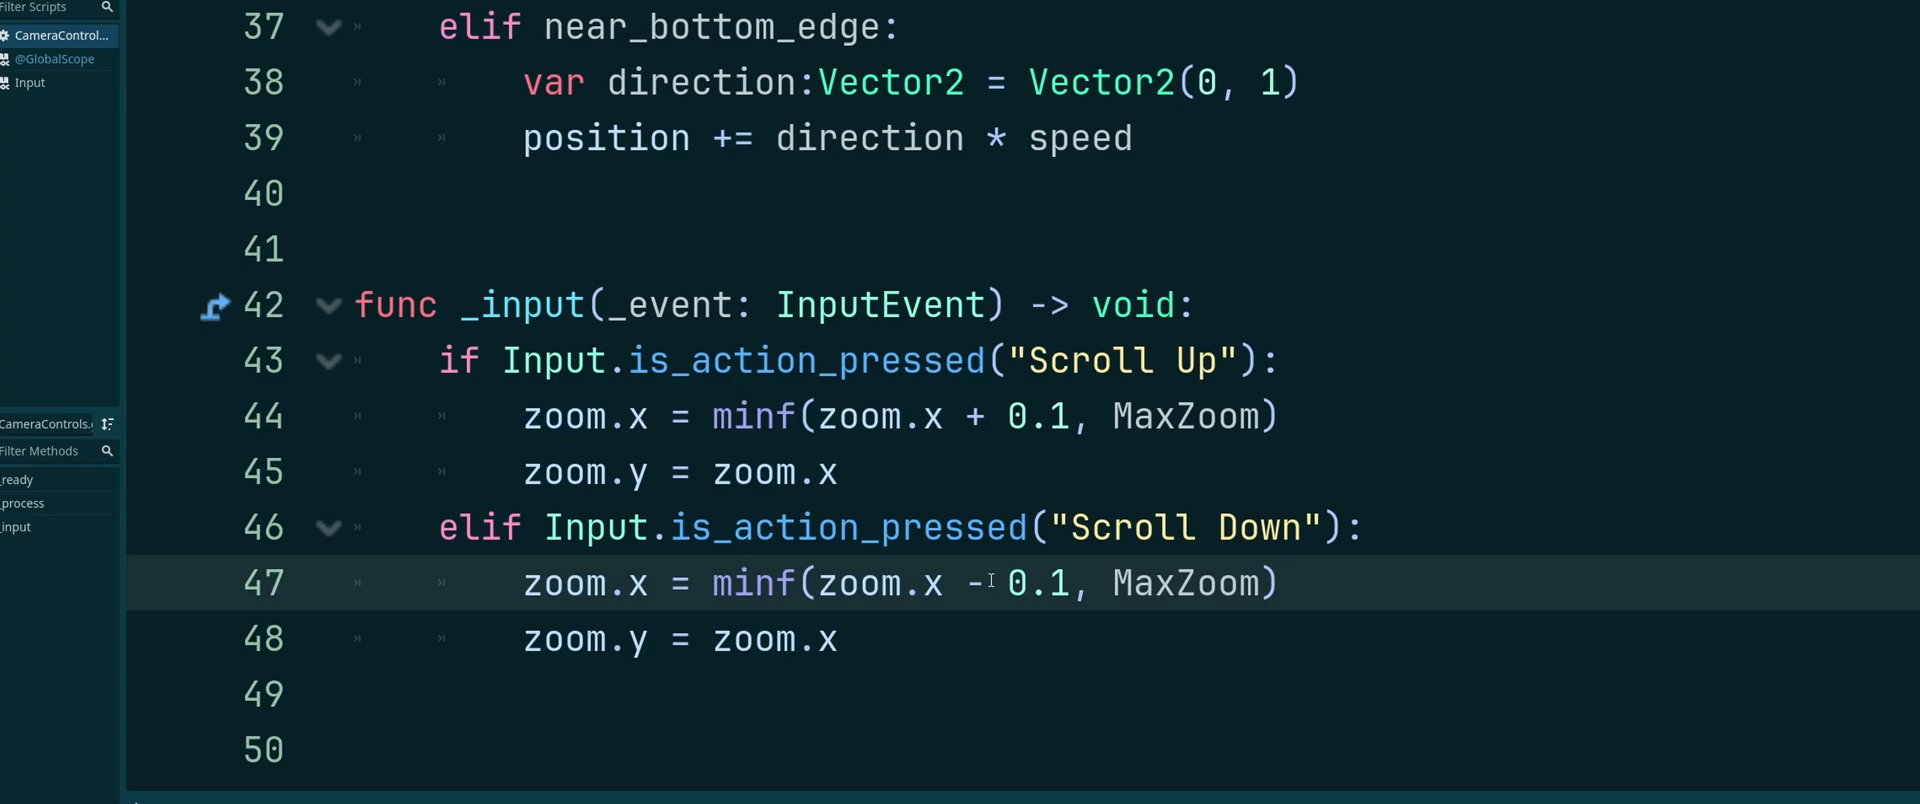 Filter Scripts
CameraControl...
@GlobalScope
Input
CameraControls.
Filter Methods
_ready
_process
_input
37 elif near_bottom_edge:
38 var direction:Vector2 = Vector2(0, 1)
39 position += direction * speed
40
41
42 func _input(_event: InputEvent) -> void:
43 if Input.is_action_pressed("Scroll Up"):
44 zoom.x = minf(zoom.x + 0.1, MaxZoom)
45 zoom.y = zoom.x
46 elif Input.is_action_pressed("Scroll Down"):
47 zoom.x = minf(zoom.x - 0.1, MaxZoom)
48 zoom.y = zoom.x
49
50